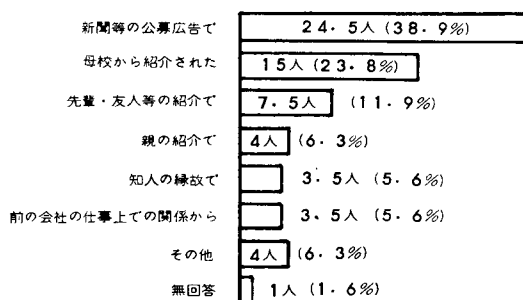 新聞等の公募広告で 24.5人(38.9%)
母校から紹介された 15人(23.8%)
先輩・友人等の紹介で 7.5人 (11.9%)
親の紹介で 4人 (6.3%)
知人の縁故で 3.5人 (5.6%)
前の会社の仕事上での関係から 3.5人 (5.6%)
その他 4人 (6.3%)
無回答 1人 (1.6%)